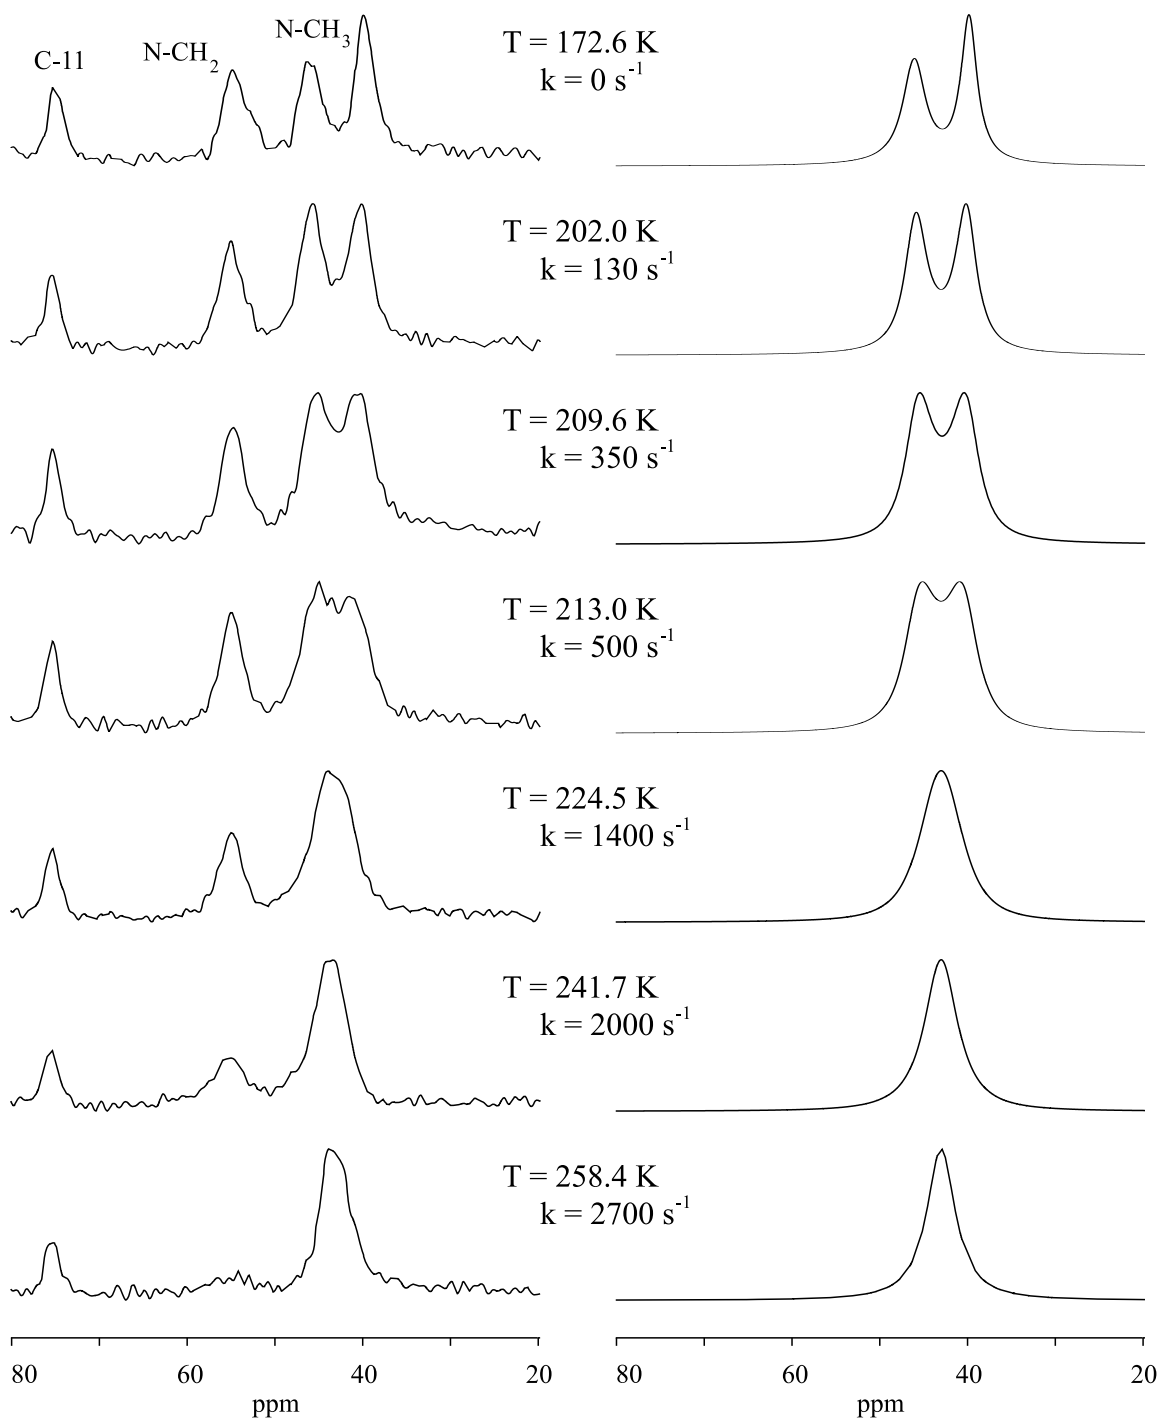 C-11
N-CH2
N-CH3
T = 172.6 K
k = 0 s-1
T = 202.0 K
k = 130 s-1
T = 209.6 K
k = 350 s-1
T = 213.0 K
k = 500 s-1
T = 224.5 K
k = 1400 s-1
T = 241.7 K
k = 2000 s-1
T = 258.4 K
k = 2700 s-1
80 60 40 20 80 60 40 20
ppm ppm